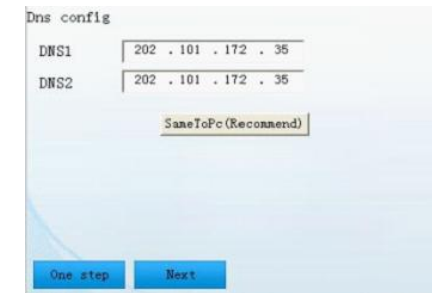 Dns config
DNS1 202 . 101 . 172 . 35
DNS2 202 . 101 . 172 . 35
SameToPc(Recommend)
One step Next